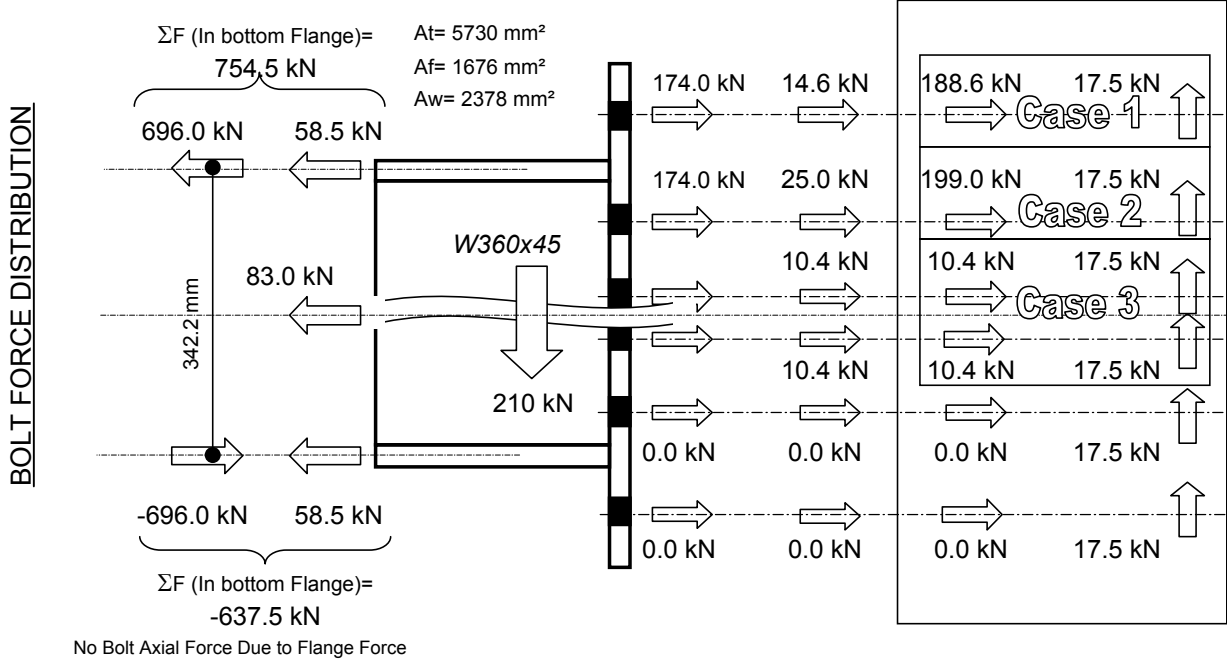 BOLT FORCE DISTRIBUTION
ΣF (In bottom Flange)=
754.5 kN
At= 5730 mm²
Af= 1676 mm²
Aw= 2378 mm²
696.0 kN 58.5 kN
174.0 kN 14.6 kN 188.6 kN 17.5 kN
Case 1
174.0 kN 25.0 kN 199.0 kN 17.5 kN
Case 2
W360x45
83.0 kN
10.4 kN 10.4 kN 17.5 kN
Case 3
342.2 mm
10.4 kN 10.4 kN 17.5 kN
210 kN
0.0 kN 0.0 kN 0.0 kN 17.5 kN
-696.0 kN 58.5 kN
0.0 kN 0.0 kN 0.0 kN 17.5 kN
ΣF (In bottom Flange)=
-637.5 kN
No Bolt Axial Force Due to Flange Force